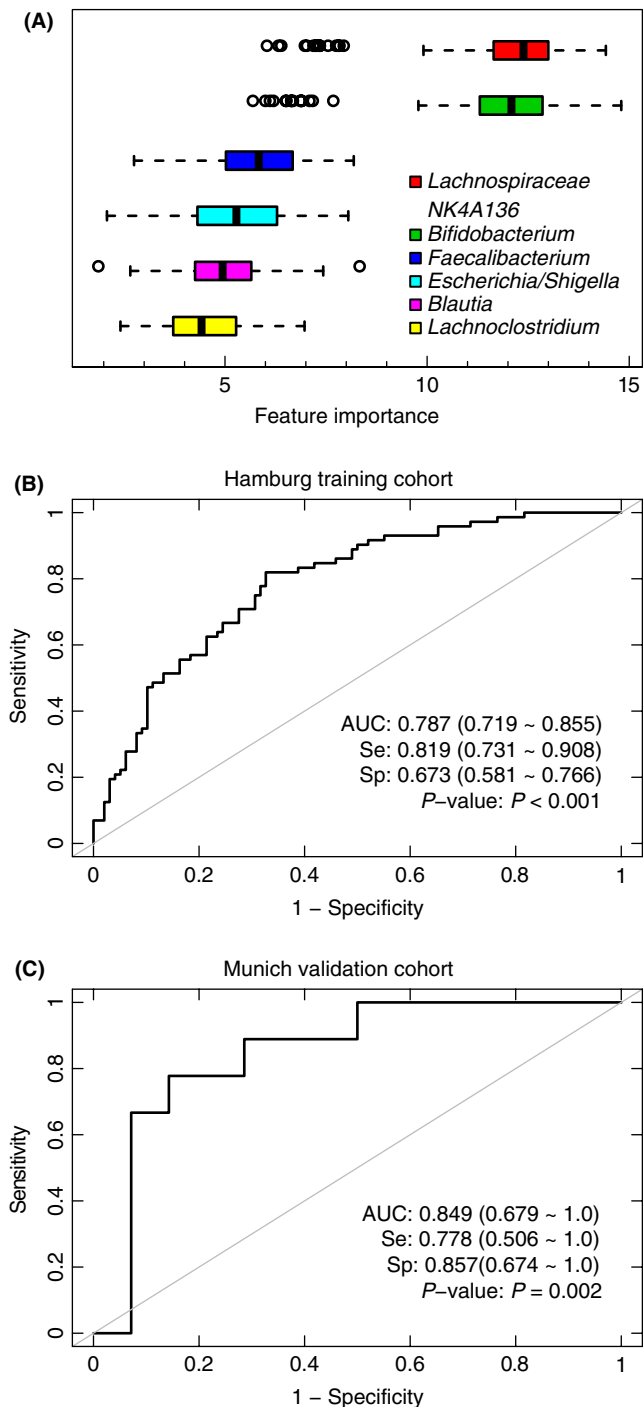 (A)
Lachnospiraceae
NK4A136
Bifidobacterium
Faecalibacterium
Escherichia/Shigella
Blautia
Lachnoclostridium
5 10 15
Feature importance
(B) Hamburg training cohort
Sensitivity
1
0.8
0.6
0.4
0.2
0
AUC: 0.787 (0.719 ~ 0.855)
Se: 0.819 (0.731 ~ 0.908)
Sp: 0.673 (0.581 ~ 0.766)
P−value: P < 0.001
0 0.2 0.4 0.6 0.8 1
1 − Specificity
(C) Munich validation cohort
Sensitivity
1
0.8
0.6
0.4
0.2
0
AUC: 0.849 (0.679 ~ 1.0)
Se: 0.778 (0.506 ~ 1.0)
Sp: 0.857(0.674 ~ 1.0)
P−value: P = 0.002
0 0.2 0.4 0.6 0.8 1
1 − Specificity